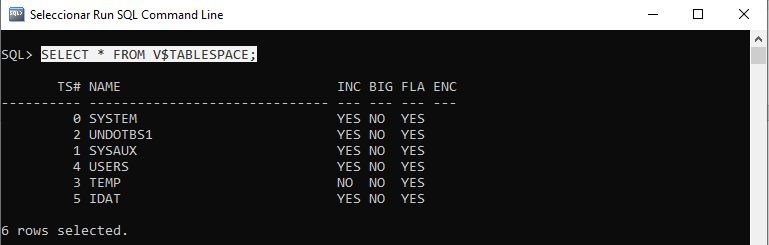 Seleccionar Run SQL Command Line
SQL> SELECT * FROM V$TABLESPACE;
       TS# NAME                           INC BIG FLA ENC
---------- ------------------------------ --- --- --- ---
         0 SYSTEM                         YES NO  YES
         2 UNDOTBS1                       YES NO  YES
         1 SYSAUX                         YES NO  YES
         4 USERS                          YES NO  YES
         3 TEMP                           NO  NO  YES
         5 IDAT                           YES NO  YES
6 rows selected.